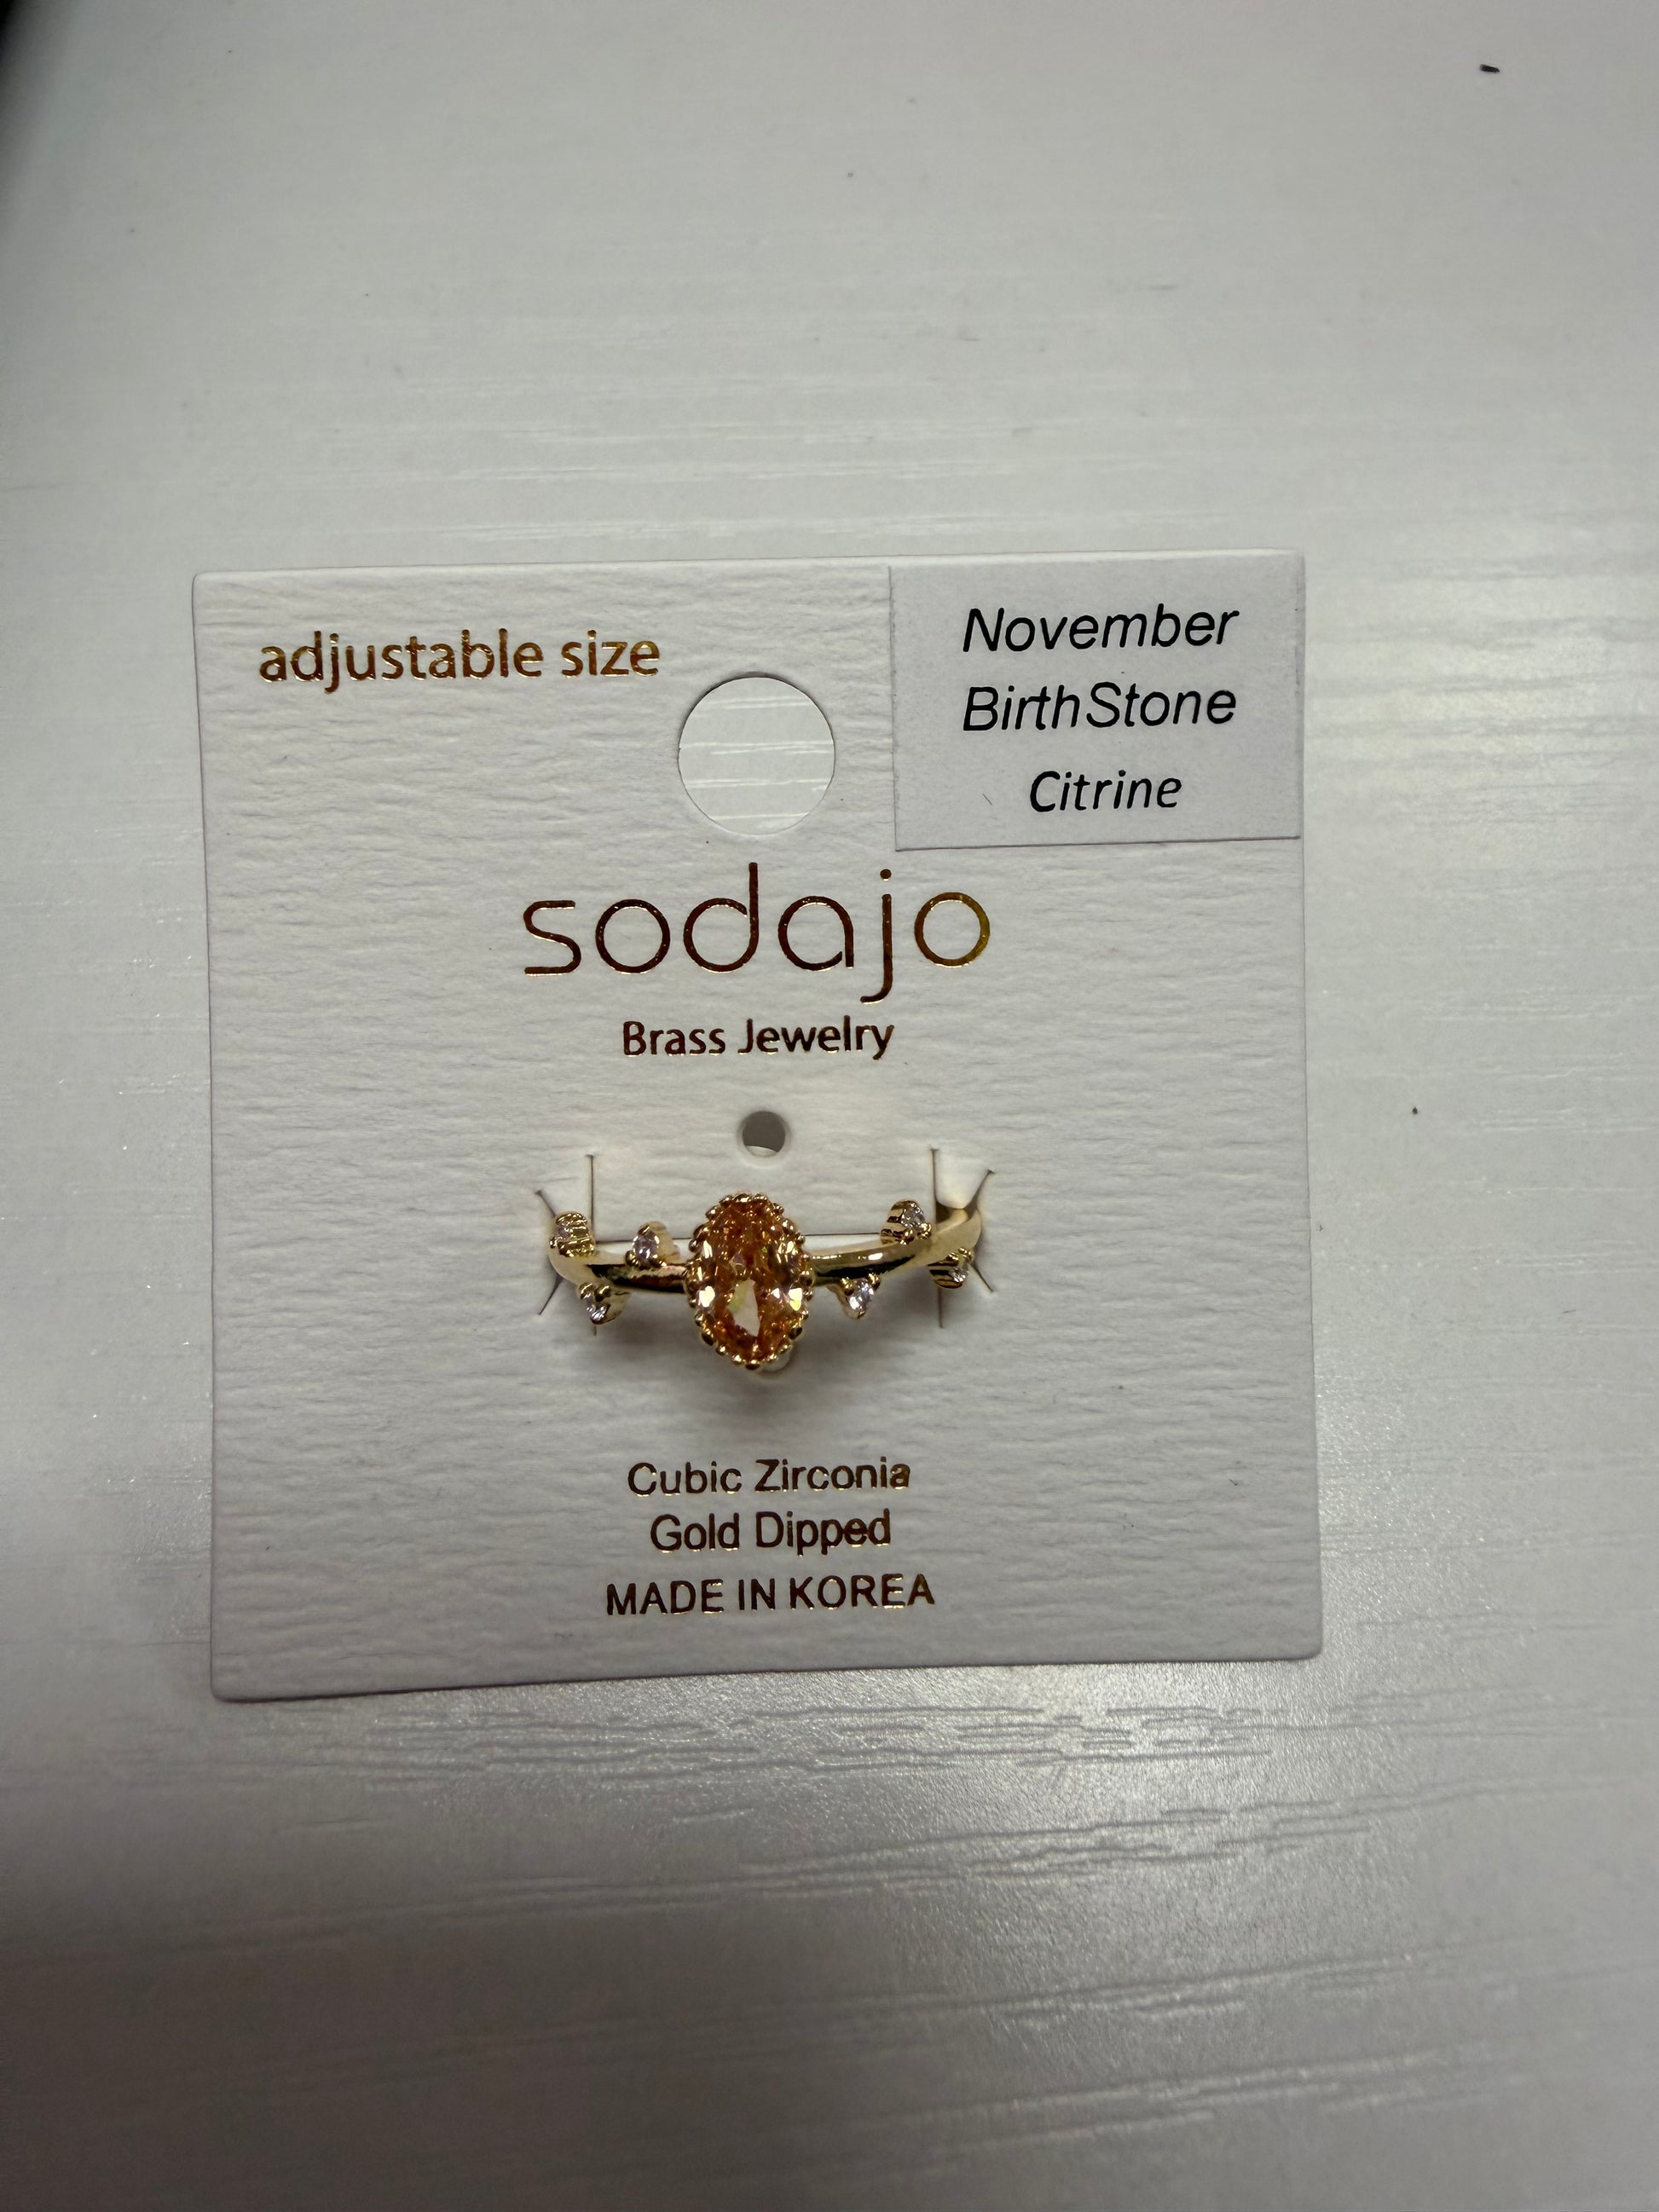 adjustable size
November
BirthStone
Citrine
sodajo
Brass Jewelry
Cubic Zirconia
Gold Dipped
MADE IN KOREA